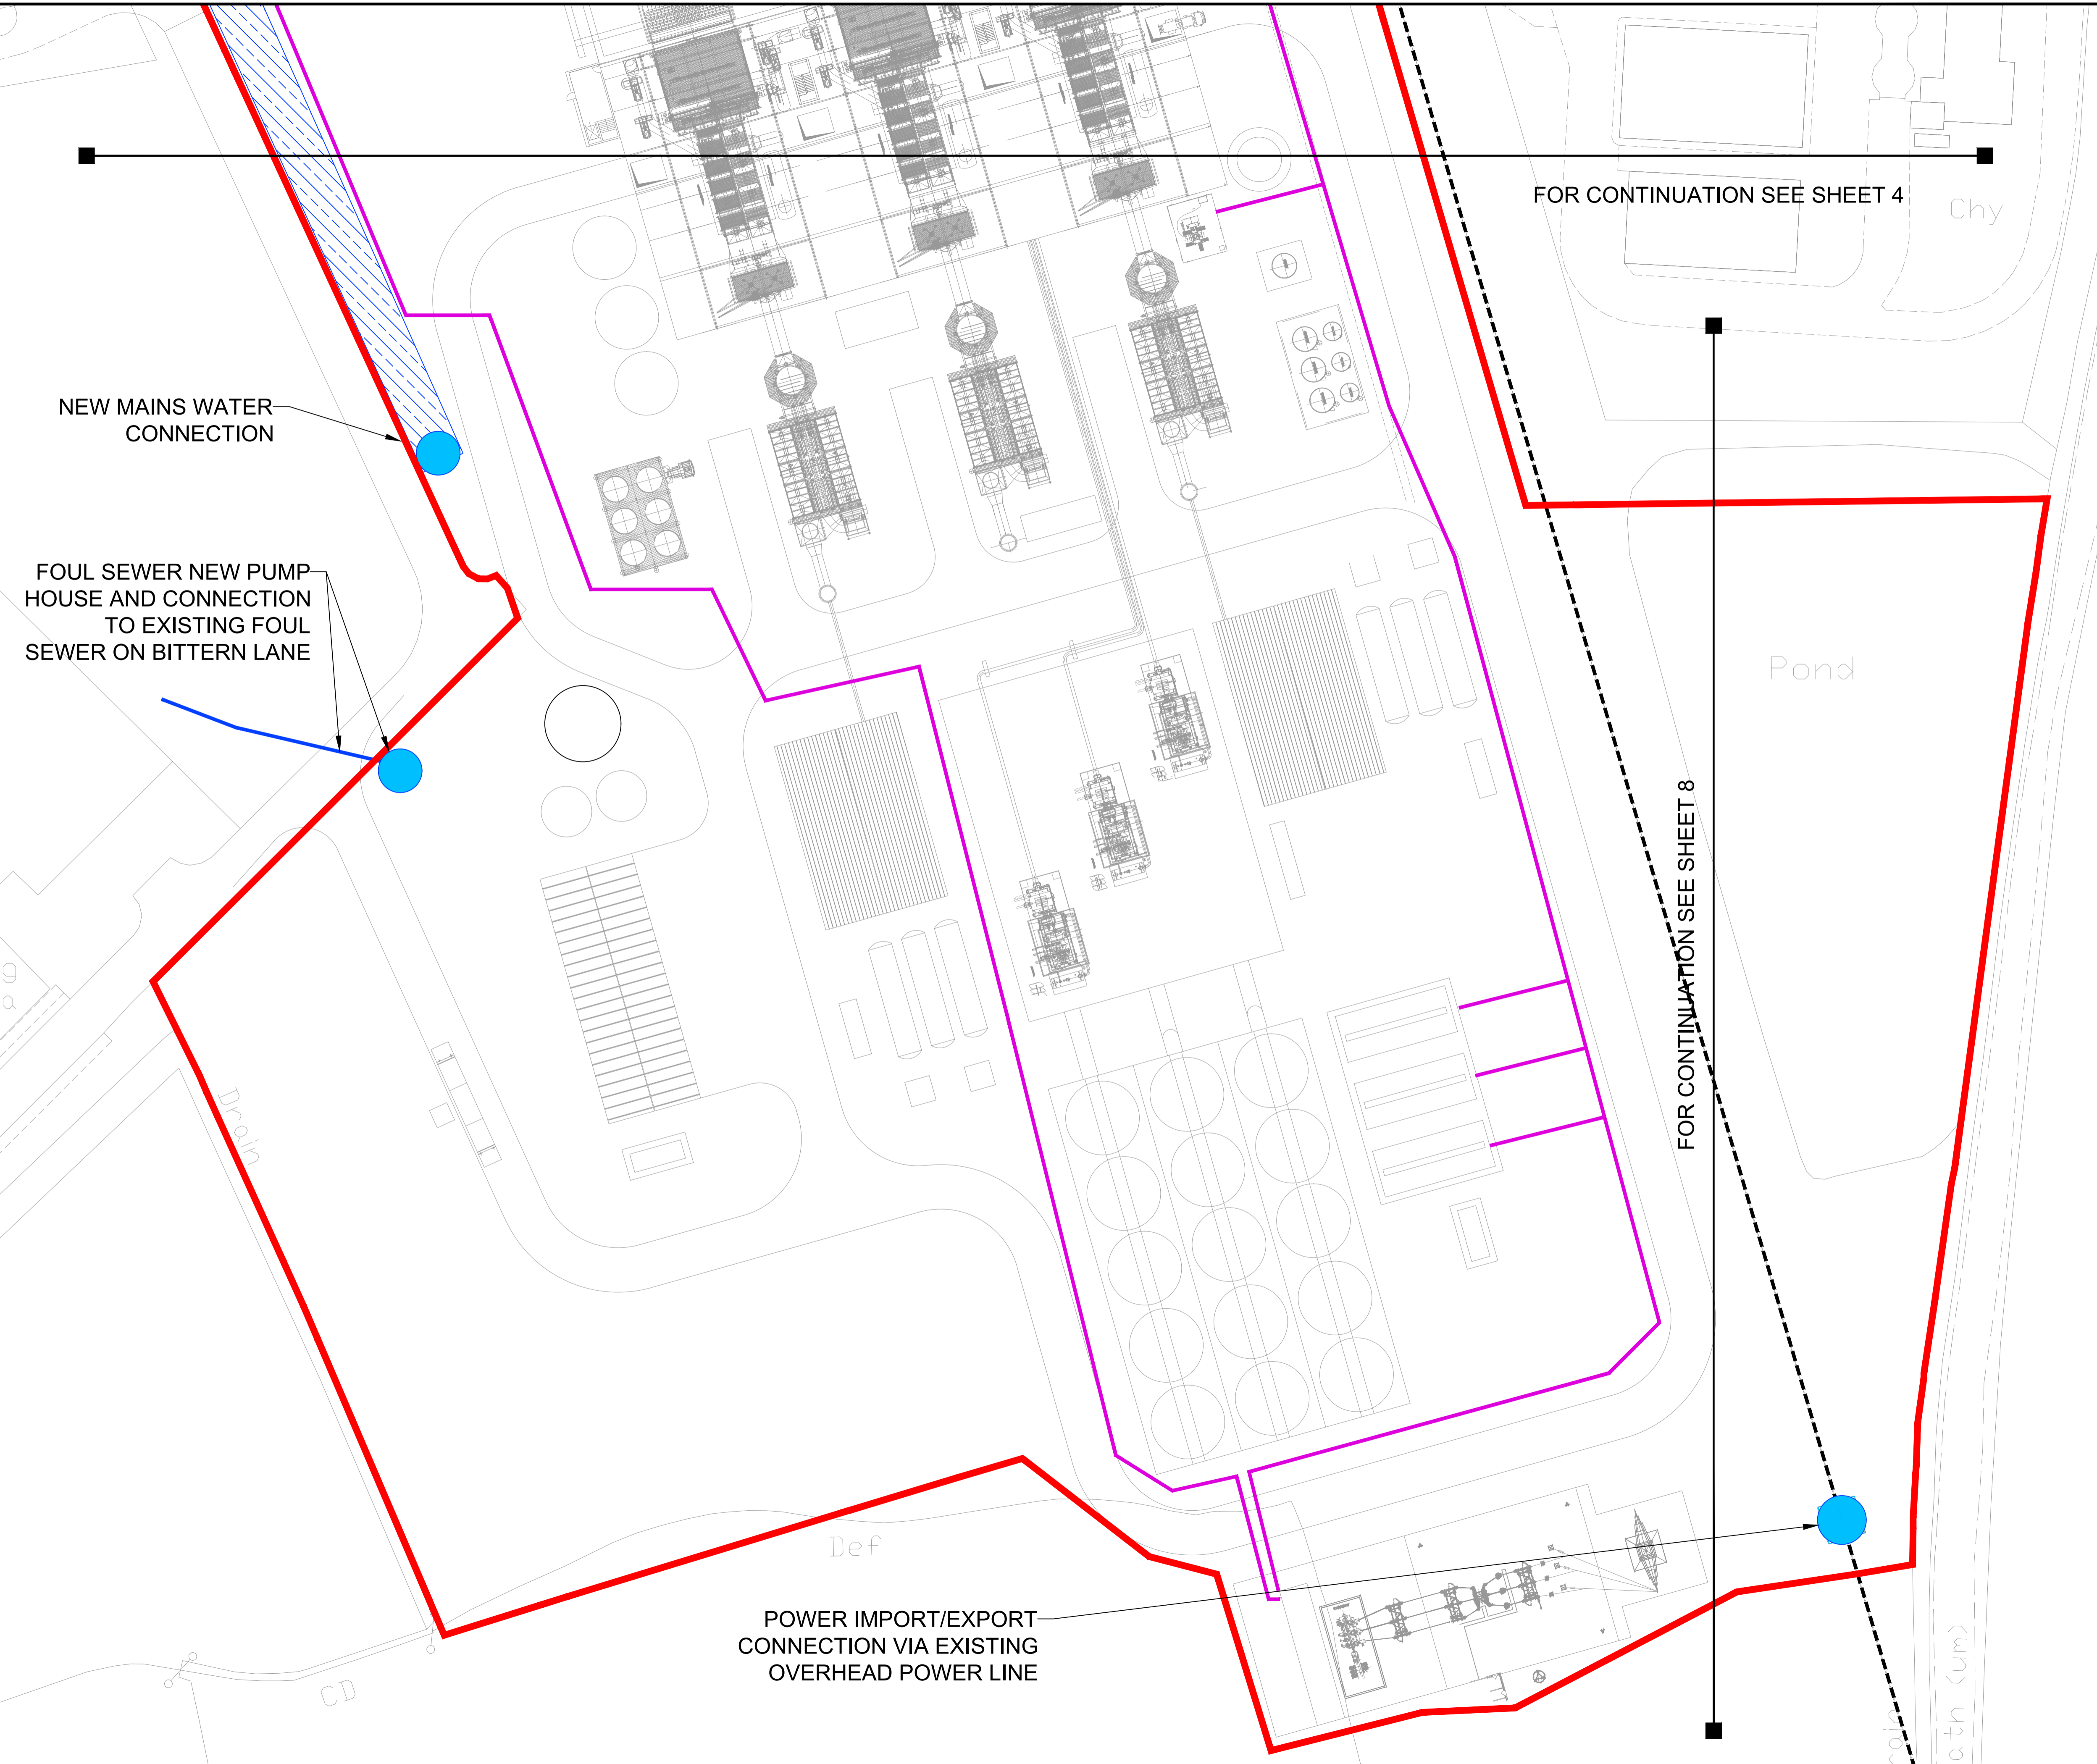 FOR CONTINUATION SEE SHEET 4
Chy
NEW MAINS WATER
CONNECTION
FOUL SEWER NEW PUMP
HOUSE AND CONNECTION
TO EXISTING FOUL
SEWER ON BITTERN LANE
Pond
FOR CONTINUATION SEE SHEET 8
g
a
Drain
Def
POWER IMPORT/EXPORT
CONNECTION VIA EXISTING
OVERHEAD POWER LINE
CD
ath (um)